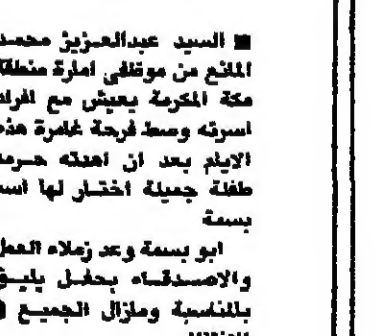 ■ السيد عبدالعزيز محمد
المانع من موظفي امارة منطقة
مكة المكرمة يعيش مع افراد
اسرته وسط فرحة غامرة هذه
الايام بعد ان اهدته حرمه
طفلة جميلة اختار لها اسم
بسمة
ابو بسمة وعد زملاء العمل
والاصدقاء بحفل يليق
بالمناسبة ومازال الجميع